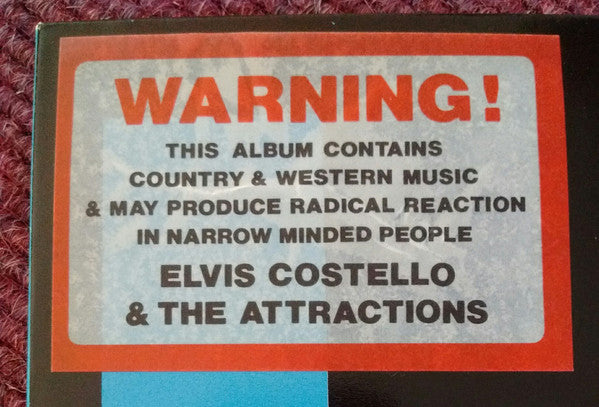 WARNING!
THIS ALBUM CONTAINS
COUNTRY & WESTERN MUSIC
& MAY PRODUCE RADICAL REACTION
IN NARROW MINDED PEOPLE
ELVIS COSTELLO
& THE ATTRACTIONS